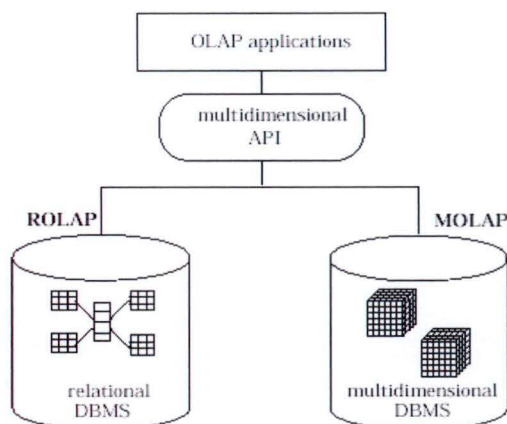 OLAP applications
multidimensional
API
ROLAP
MOLAP
relational
DBMS
multidimensional
DBMS